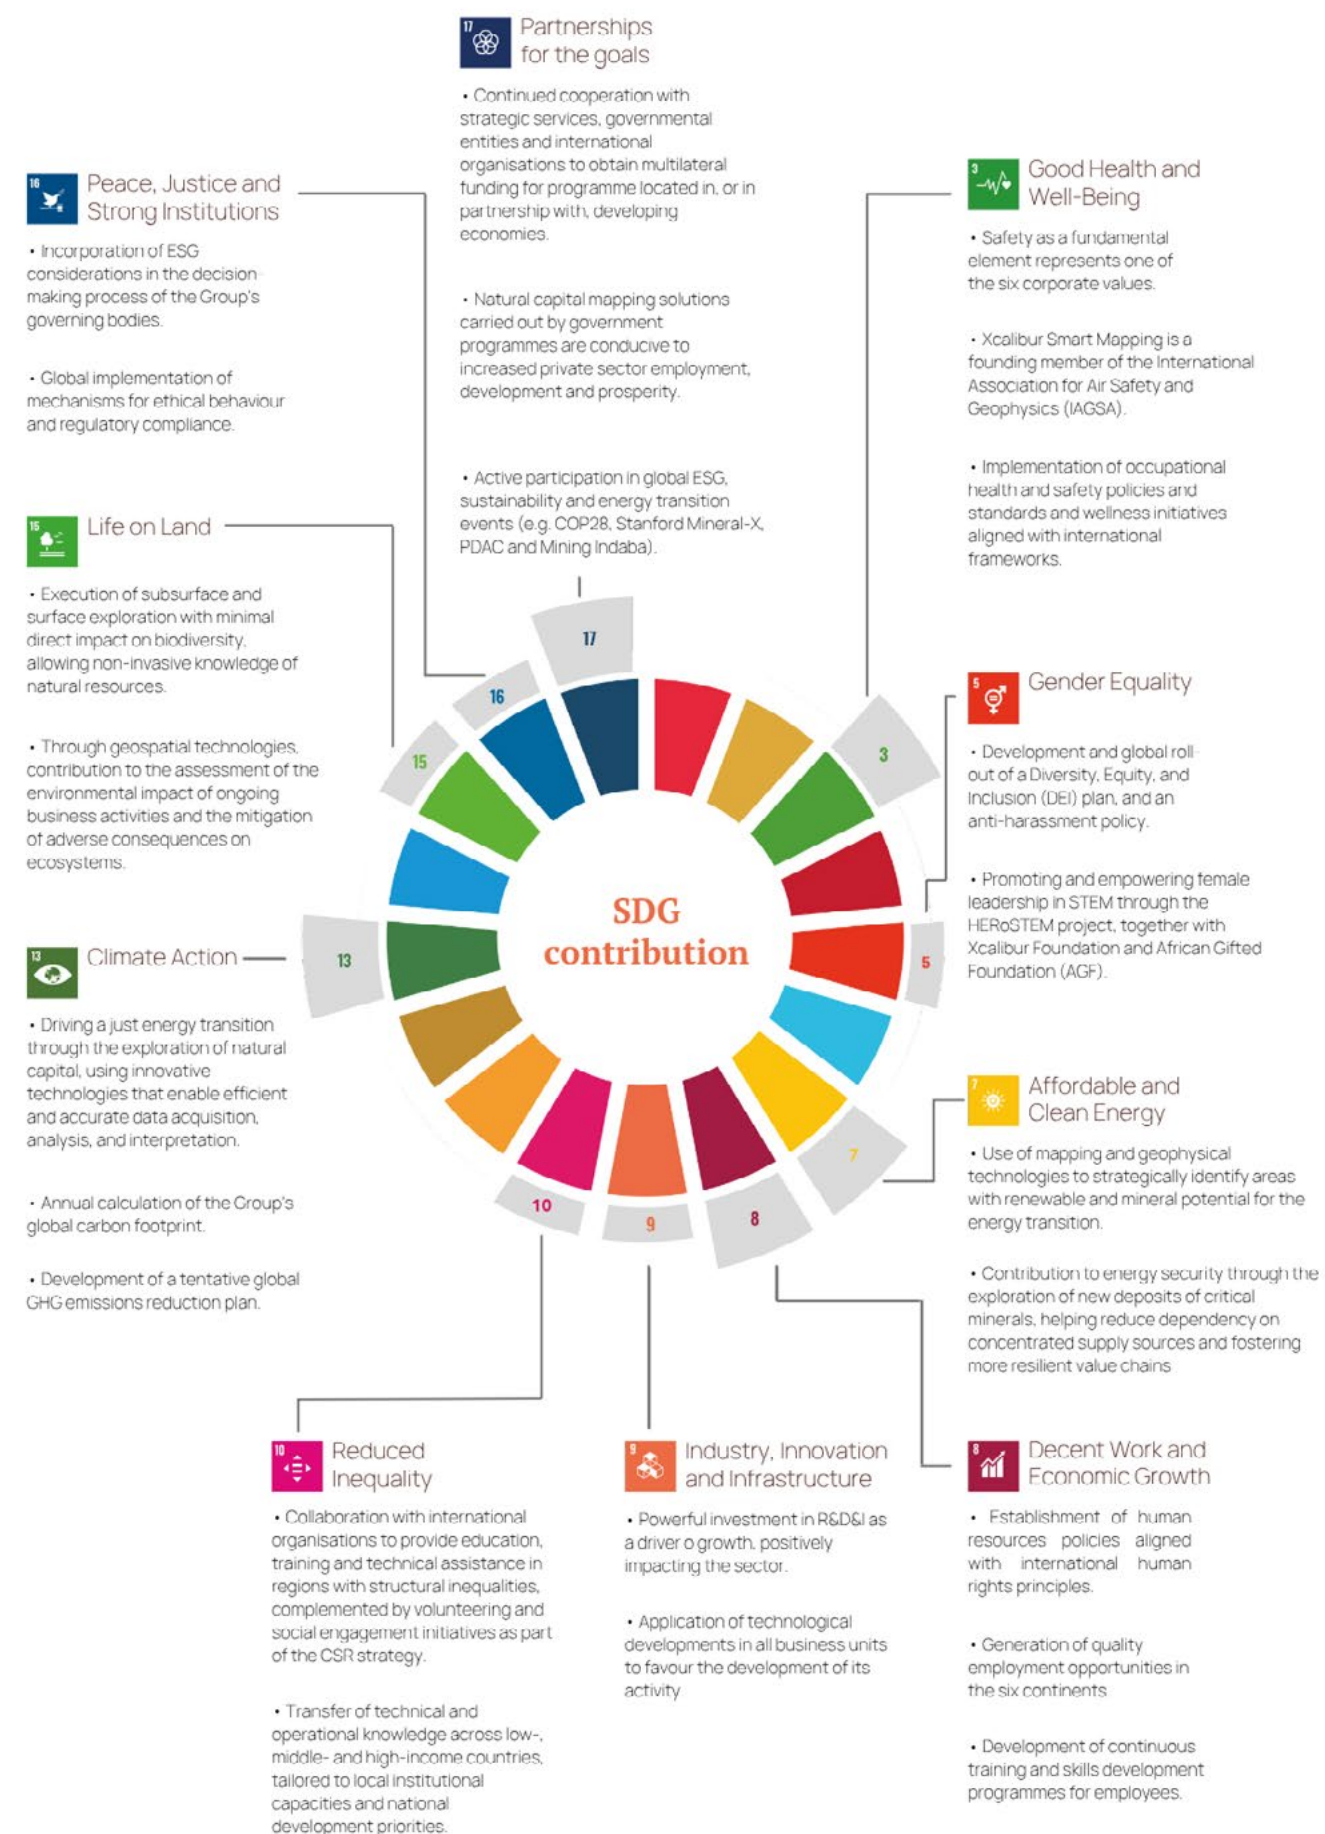 17
Partnerships
for the goals
• Continued cooperation with
strategic services, governmental
entities and international
organisations to obtain multilateral
funding for programme located in, or in
partnership with, developing
economies.
• Natural capital mapping solutions
carried out by government
programmes are conducive to
increased private sector employment,
development and prosperity.
• Active participation in global ESG,
sustainability and energy transition
events (e.g. COP28, Stanford Mineral-X,
PDAC and Mining Indaba).
16
Peace, Justice and
Strong Institutions
• Incorporation of ESG
considerations in the decision-
making process of the Group's
governing bodies.
• Global implementation of
mechanisms for ethical behaviour
and regulatory compliance.
15
Life on Land
• Execution of subsurface and
surface exploration with minimal
direct impact on biodiversity,
allowing non-invasive knowledge of
natural resources.
• Through geospatial technologies,
contribution to the assessment of the
environmental impact of ongoing
business activities and the mitigation
of adverse consequences on
ecosystems.
13
Climate Action
• Driving a just energy transition
through the exploration of natural
capital, using innovative
technologies that enable efficient
and accurate data acquisition,
analysis, and interpretation.
• Annual calculation of the Group's
global carbon footprint.
• Development of a tentative global
GHG emissions reduction plan.
3
Good Health and
Well-Being
• Safety as a fundamental
element represents one of
the six corporate values.
• Xcalibur Smart Mapping is a
founding member of the International
Association for Air Safety and
Geophysics (IAGSA).
• Implementation of occupational
health and safety policies and
standards and wellness initiatives
aligned with international
frameworks.
5
Gender Equality
• Development and global roll-
out of a Diversity, Equity, and
Inclusion (DEI) plan, and an
anti-harassment policy.
• Promoting and empowering female
leadership in STEM through the
HERoSTEM project, together with
Xcalibur Foundation and African Gifted
Foundation (AGF).
7
Affordable and
Clean Energy
• Use of mapping and geophysical
technologies to strategically identify areas
with renewable and mineral potential for the
energy transition.
• Contribution to energy security through the
exploration of new deposits of critical
minerals, helping reduce dependency on
concentrated supply sources and fostering
more resilient value chains
17
16
15
13
3
5
7
8
9
10
SDG
contribution
10
Reduced
Inequality
• Collaboration with international
organisations to provide education,
training and technical assistance in
regions with structural inequalities,
complemented by volunteering and
social engagement initiatives as part
of the CSR strategy.
• Transfer of technical and
operational knowledge across low-,
middle- and high-income countries,
tailored to local institutional
capacities and national
development priorities.
9
Industry, Innovation
and Infrastructure
• Powerful investment in R&D&I as
a driver o growth, positively
impacting the sector.
• Application of technological
developments in all business units
to favour the development of its
activity
8
Decent Work and
Economic Growth
• Establishment of human
resources policies aligned
with international human
rights principles.
• Generation of quality
employment opportunities in
the six continents
• Development of continuous
training and skills development
programmes for employees.